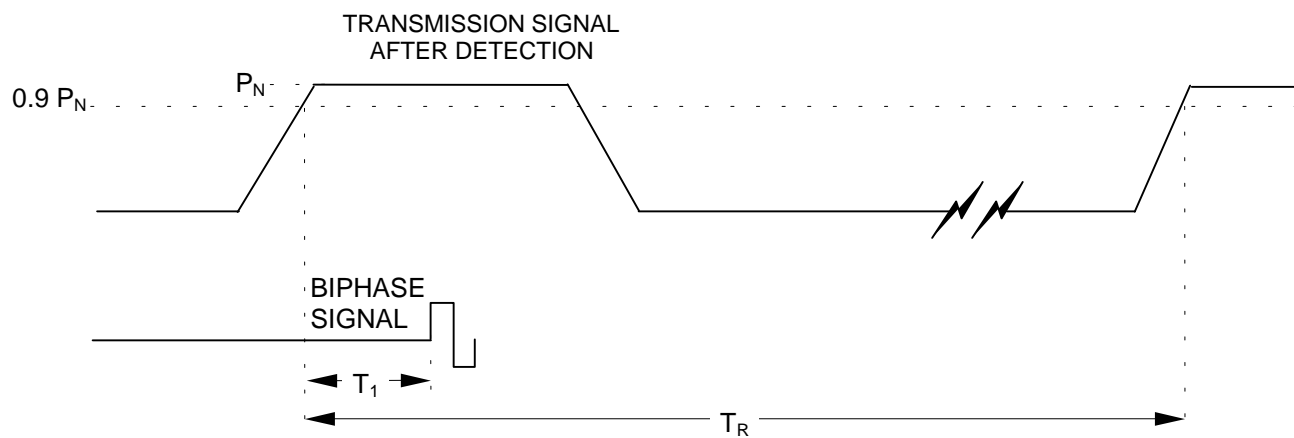 TRANSMISSION SIGNAL
AFTER DETECTION
P_N
0.9 P_N
BIPHASE
SIGNAL
T_1
T_R